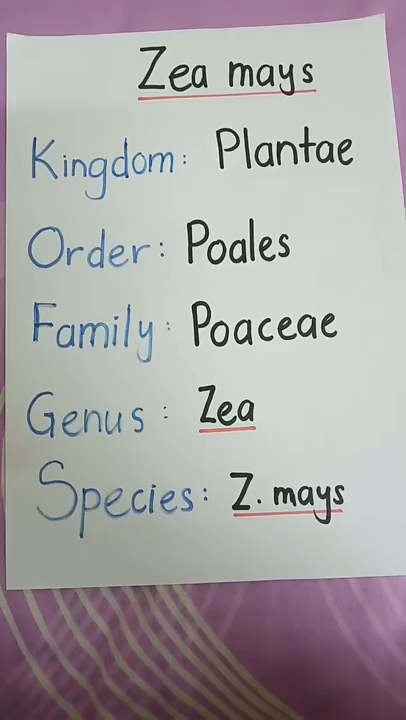 Zea mays
Kingdom: Plantae
Order: Poales
Family: Poaceae
Genus: Zea
Species: Z. mays